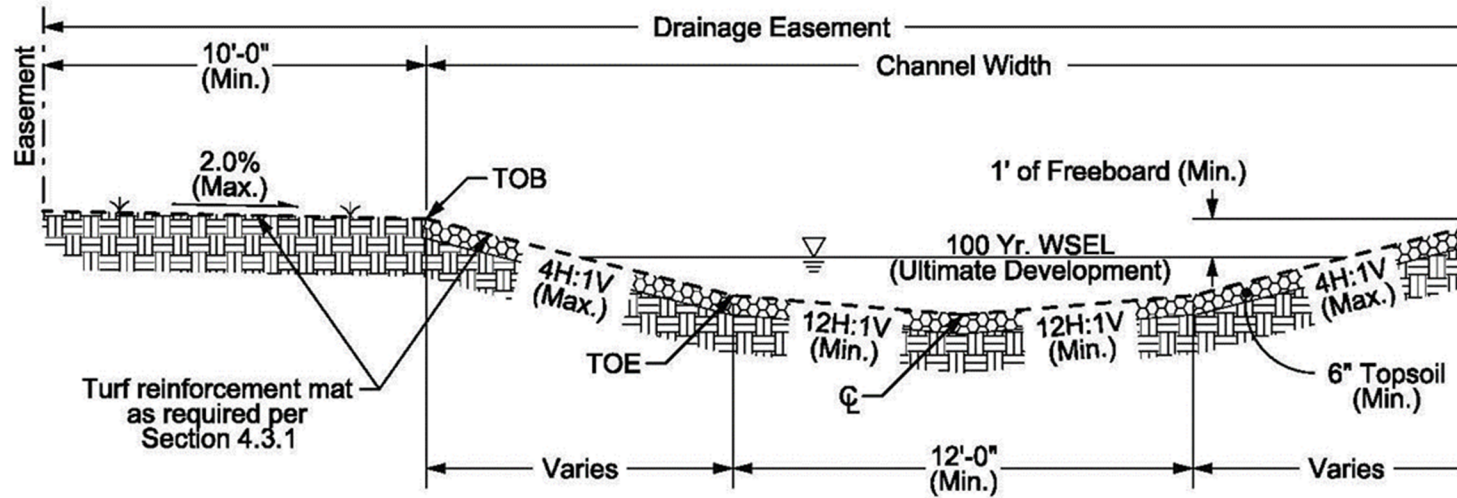 Drainage Easement
10'-0"
(Min.)
Channel Width
Easement
2.0%
(Max.)
TOB
1' of Freeboard (Min.)
100 Yr. WSEL
(Ultimate Development)
4H:1V
(Max.)
4H:1V
(Max.)
12H:1V
(Min.)
12H:1V
(Min.)
TOE
CL
6" Topsoil
(Min.)
Turf reinforcement mat
as required per
Section 4.3.1
Varies
12'-0"
(Min.)
Varies